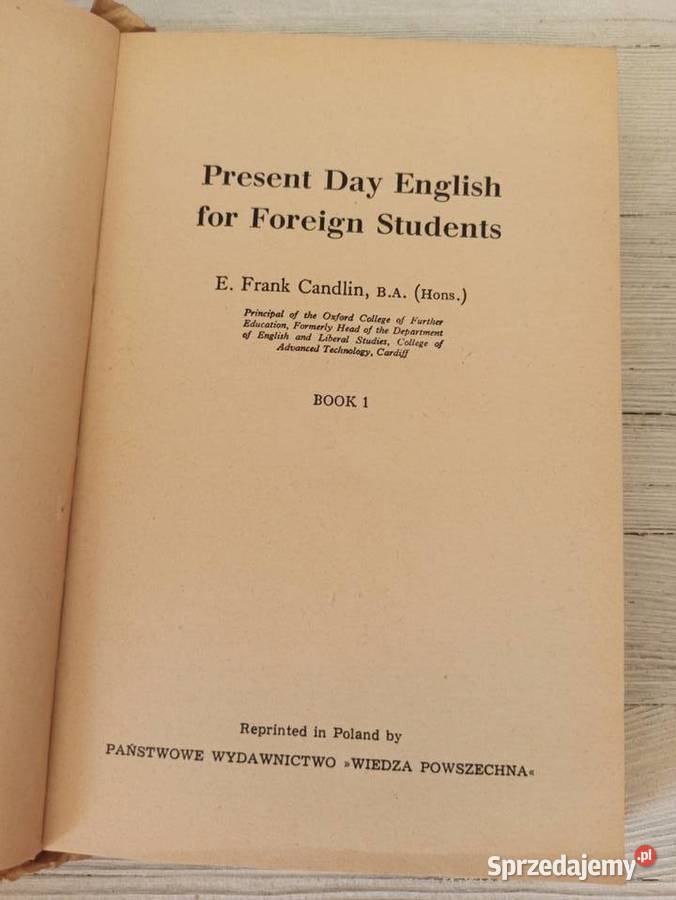 Present Day English
for Foreign Students
E. Frank Candlin, B.A. (Hons.)
Principal of the Oxford College of Further
Education, Formerly Head of the Department
of English and Liberal Studies, College of
Advanced Technology, Cardiff
BOOK 1
Reprinted in Poland by
PAŃSTWOWE WYDAWNICTWO »WIEDZA POWSZECHNA«
Sprzedajemy.pl